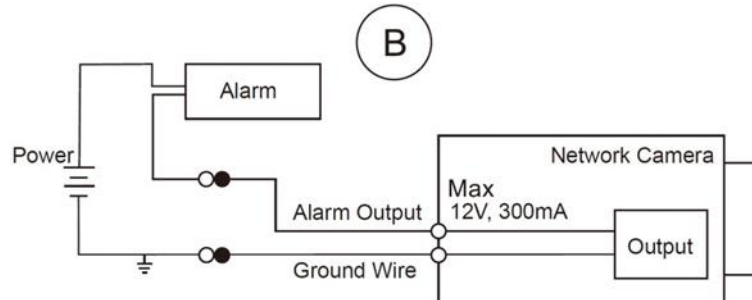 B
Alarm
Power
Network Camera
Max
12V, 300mA
Alarm Output
Output
Ground Wire